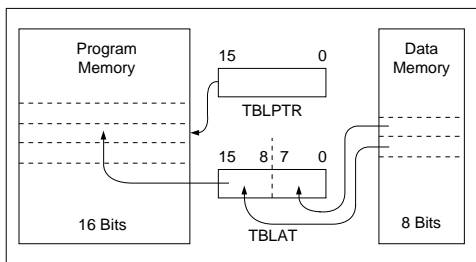 Program
Memory
16 Bits
15 0
TBLPTR
15 8 7 0
TBLAT
Data
Memory
8 Bits